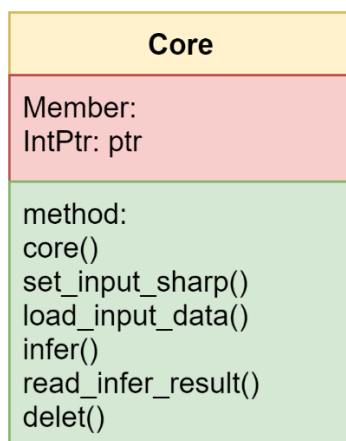 Core
Member:
IntPtr: ptr
method:
core()
set_input_sharp()
load_input_data()
infer()
read_infer_result()
delet()